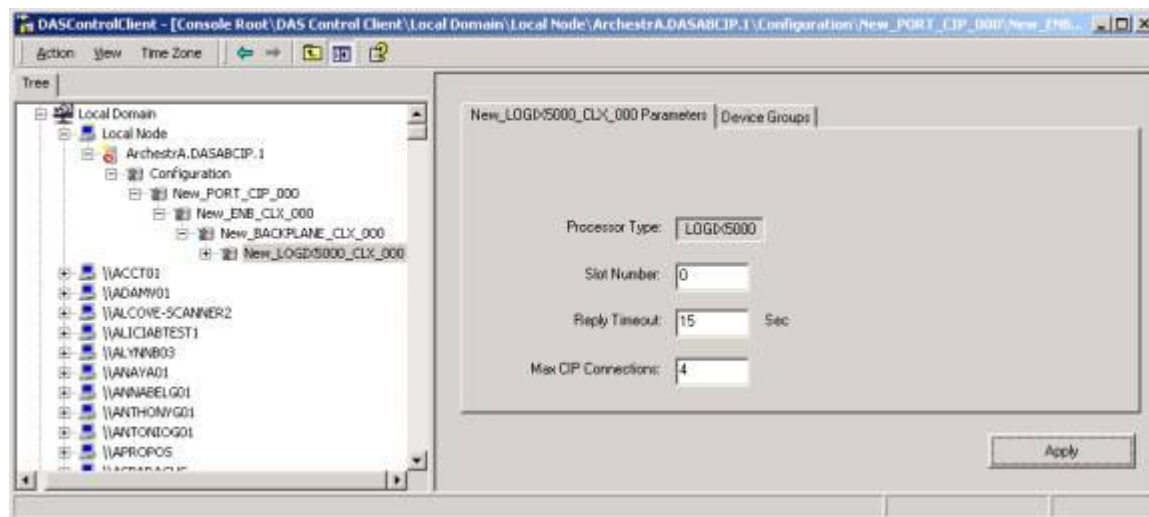 DASControlClient - [Console Root\DAS Control Client\Local Domain\Local Node\ArchestrA.DASABCIP.1\Configuration\New_PORT_CIP_000\New_ENB...
Action View Time Zone
Tree
Local Domain
Local Node
ArchestrA.DASABCIP.1
Configuration
New_PORT_CIP_000
New_ENB_CLX_000
New_BACKPLANE_CLX_000
New_LOGIX5000_CLX_000
\\ACCT01
\\ADAMV01
\\ALCOVE-SCANNER2
\\ALICIABTEST1
\\ALYNNB03
\\ANAYA01
\\ANNABELG01
\\ANTHONYG01
\\ANTONIOG01
\\APROPOS
New_LOGIX5000_CLX_000 Parameters Device Groups
Processor Type: LOGIX5000
Slot Number: 0
Reply Timeout: 15 Sec
Max CIP Connections: 4
Apply